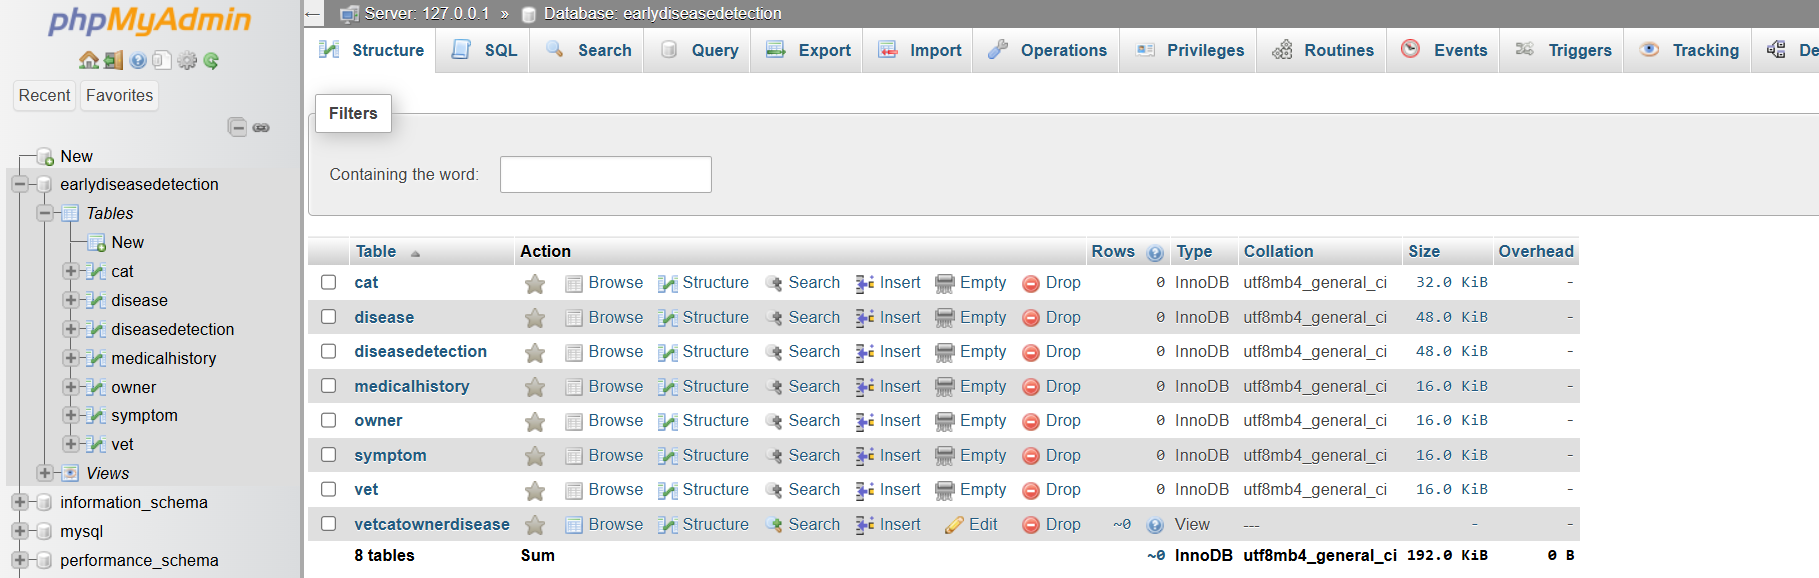 phpMyAdmin
Recent Favorites
New
earlydiseasedetection
Tables
New
cat
disease
diseasedetection
medicalhistory
owner
symptom
vet
Views
information_schema
mysql
performance_schema
Server: 127.0.0.1 » Database: earlydiseasedetection
Structure SQL Search Query Export Import Operations Privileges Routines Events Triggers Tracking De
Filters
Containing the word:
Table Action Rows Type Collation Size Overhead
cat Browse Structure Search Insert Empty Drop 0 InnoDB utf8mb4_general_ci 32.0 KiB -
disease Browse Structure Search Insert Empty Drop 0 InnoDB utf8mb4_general_ci 48.0 KiB -
diseasedetection Browse Structure Search Insert Empty Drop 0 InnoDB utf8mb4_general_ci 48.0 KiB -
medicalhistory Browse Structure Search Insert Empty Drop 0 InnoDB utf8mb4_general_ci 16.0 KiB -
owner Browse Structure Search Insert Empty Drop 0 InnoDB utf8mb4_general_ci 16.0 KiB -
symptom Browse Structure Search Insert Empty Drop 0 InnoDB utf8mb4_general_ci 16.0 KiB -
vet Browse Structure Search Insert Empty Drop 0 InnoDB utf8mb4_general_ci 16.0 KiB -
vetcatownerdisease Browse Structure Search Insert Edit Drop ~0 View --- - -
8 tables Sum ~0 InnoDB utf8mb4_general_ci 192.0 KiB 0 B